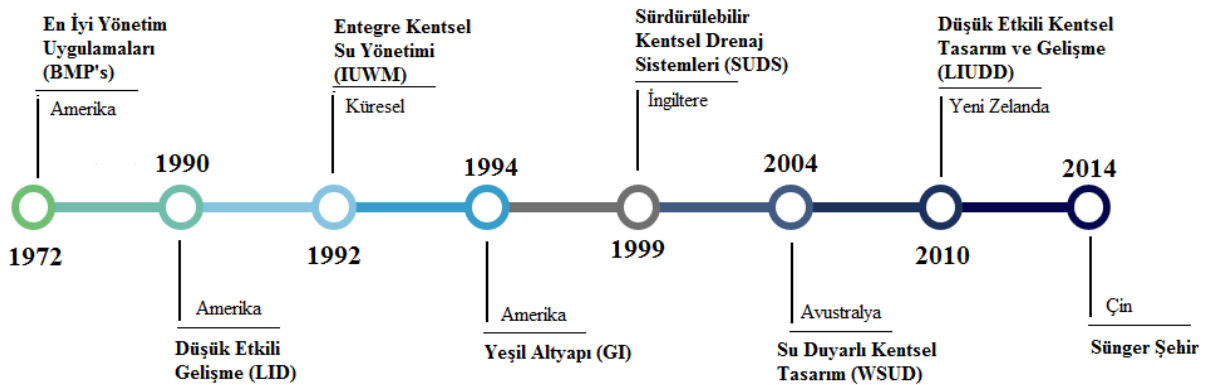 En İyi Yönetim
Uygulamaları
(BMP's)
Amerika
1972
1990
Amerika
Düşük Etkili
Gelişme (LID)
Entegre Kentsel
Su Yönetimi
(IUWM)
Küresel
1992
1994
Amerika
Yeşil Altyapı (GI)
Sürdürülebilir
Kentsel Drenaj
Sistemleri (SUDS)
İngiltere
1999
2004
Avustralya
Su Duyarlı Kentsel
Tasarım (WSUD)
Düşük Etkili Kentsel
Tasarım ve Gelişme
(LIUDD)
Yeni Zelanda
2010
2014
Çin
Sünger Şehir